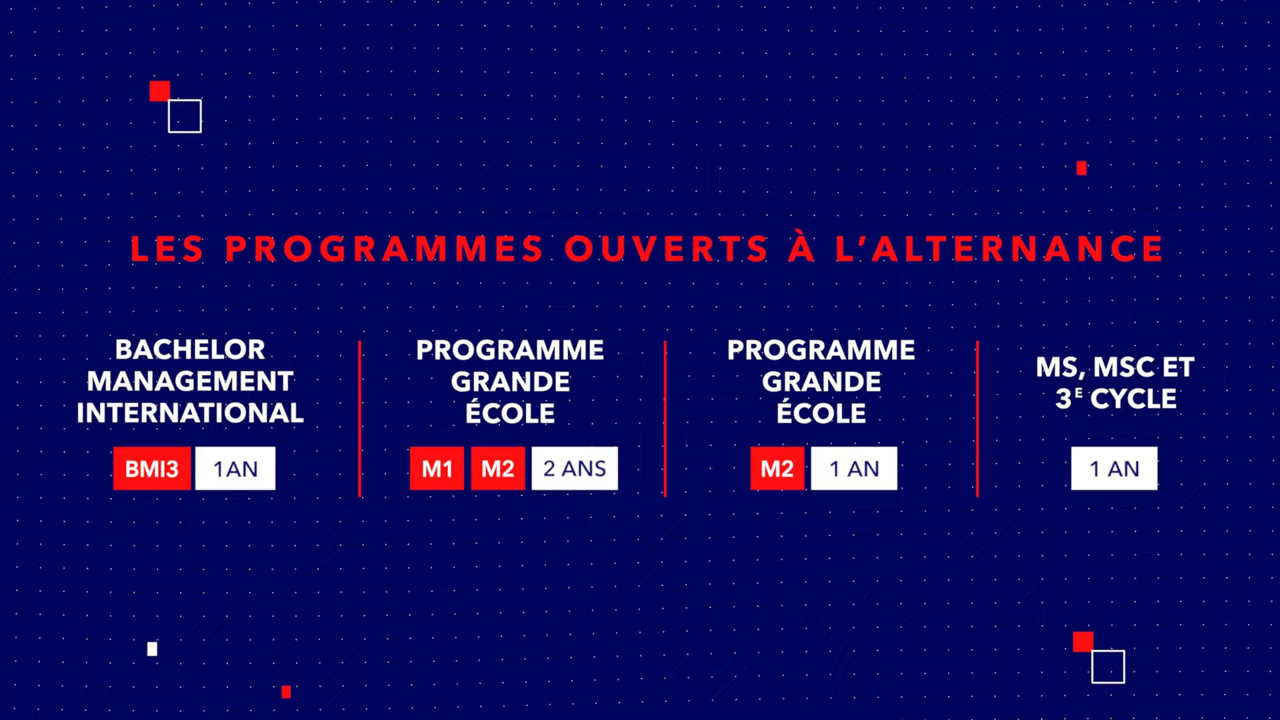 LES PROGRAMMES OUVERTS À L’ALTERNANCE
BACHELOR
MANAGEMENT
INTERNATIONAL
BMI3 1 AN
PROGRAMME
GRANDE
ÉCOLE
M1 M2 2 ANS
PROGRAMME
GRANDE
ÉCOLE
M2 1 AN
MS, MSC ET
3ᴱ CYCLE
1 AN